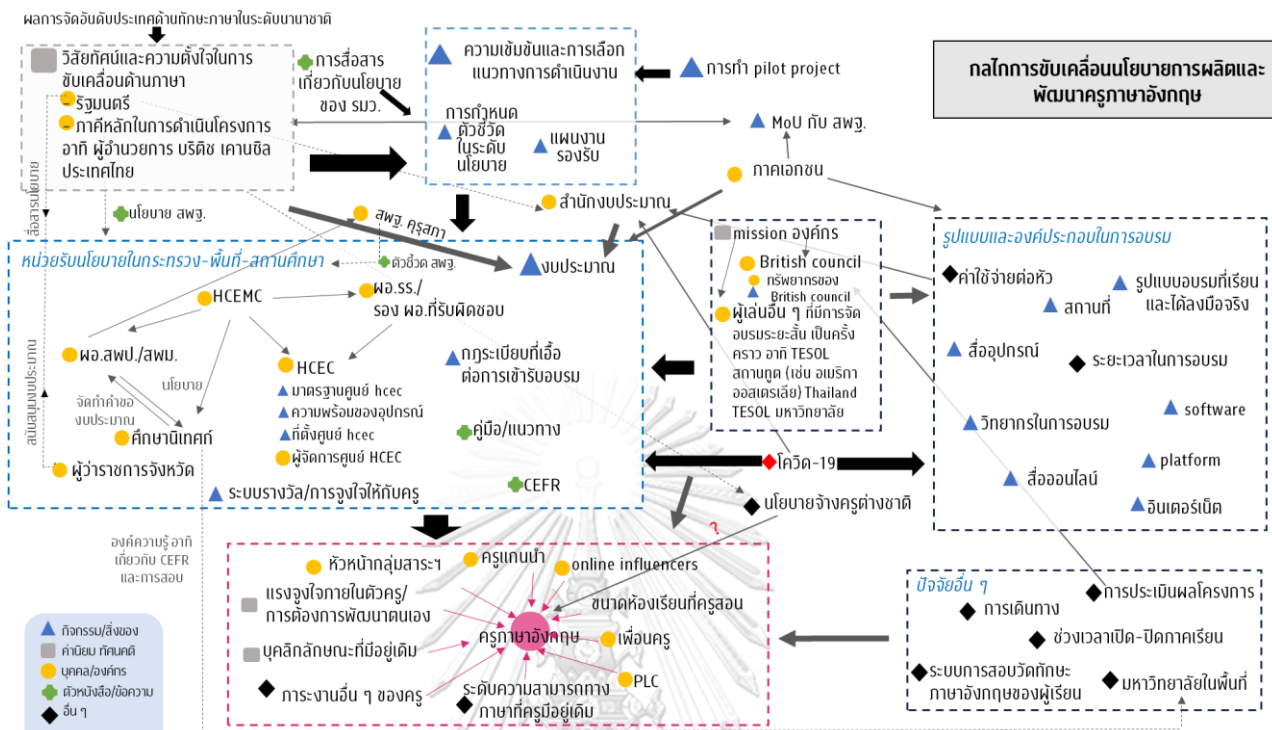 ผลการจัดอันดับประเทศด้านทักษะภาษาในระดับนานาชาติ
วิสัยทัศน์และความตั้งใจในการ
ขับเคลื่อนด้านภาษา
- รัฐมนตรี
- ภาคีหลักในการดำเนินโครงการ
อาทิ ผู้อำนวยการ บริติช เคานซิล
ประเทศไทย
การสื่อสาร
เกี่ยวกับนโยบาย
ของ รมว.
ความเข้มข้นและการเลือก
แนวทางการดำเนินงาน
การกำหนด
ตัวชี้วัด
ในระดับ
นโยบาย
แผนงาน
รองรับ
การทำ pilot project
MoU กับ สพฐ.
ภาคเอกชน
กลไกการขับเคลื่อนนโยบายการผลิตและ
พัฒนาครูภาษาอังกฤษ
สื่อสารนโยบาย
นโยบาย สพฐ.
สพฐ. คุรุสภา
สำนักงบประมาณ
หน่วยรับนโยบายในกระทรวง-พื้นที่-สถานศึกษา
ตัวชี้วด สพฐ.
งบประมาณ
HCEMC
ผอ.รร./
รอง ผอ.ที่รับผิดชอบ
ผอ.สพป./สพม.
นโยบาย
จัดทำคำขอ
งบประมาณ
สนับสนุนงบประมาณ
ศึกษานิเทศก์
ผู้ว่าราชการจังหวัด
HCEC
มาตรฐานศูนย์ hcec
ความพร้อมของอุปกรณ์
ที่ตั้งศูนย์ hcec
ผู้จัดการศูนย์ HCEC
กฎระเบียบที่เอื้อ
ต่อการเข้ารับอบรม
คู่มือ/แนวทาง
CEFR
ระบบรางวัล/การจูงใจให้กับครู
mission องค์กร
British council
ทรัพยากรของ
British council
ผู้เล่นอื่น ๆ ที่มีการจัด
อบรมระยะสั้น เป็นครั้ง
คราว อาทิ TESOL
สถานทูต (เช่น อเมริกา
ออสเตรเลีย) Thailand
TESOL มหาวิทยาลัย
โควิด-19
นโยบายจ้างครูต่างชาติ
?
รูปแบบและองค์ประกอบในการอบรม
ค่าใช้จ่ายต่อหัว
สถานที่
รูปแบบอบรมที่เรียน
และได้ลงมือจริง
สื่ออุปกรณ์
ระยะเวลาในการอบรม
วิทยากรในการอบรม
software
สื่อออนไลน์
platform
อินเตอร์เน็ต
องค์ความรู้ อาทิ
เกี่ยวกับ CEFR
และการสอบ
หัวหน้ากลุ่มสาระฯ
ครูแกนนำ
online influencers
แรงจูงใจภายในตัวครู/
การต้องการพัฒนาตนเอง
ขนาดห้องเรียนที่ครูสอน
ครูภาษาอังกฤษ
เพื่อนครู
บุคลิกลักษณะที่มีอยู่เดิม
PLC
ภาระงานอื่น ๆ ของครู
ระดับความสามารถทาง
ภาษาที่ครูมีอยู่เดิม
ปัจจัยอื่น ๆ
การประเมินผลโครงการ
การเดินทาง
ช่วงเวลาเปิด-ปิดภาคเรียน
ระบบการสอบวัดทักษะ
ภาษาอังกฤษของผู้เรียน
มหาวิทยาลัยในพื้นที่
กิจกรรม/สิ่งของ
ค่านิยม ทัศนคติ
บุคคล/องค์กร
ตัวหนังสือ/ข้อความ
อื่น ๆ